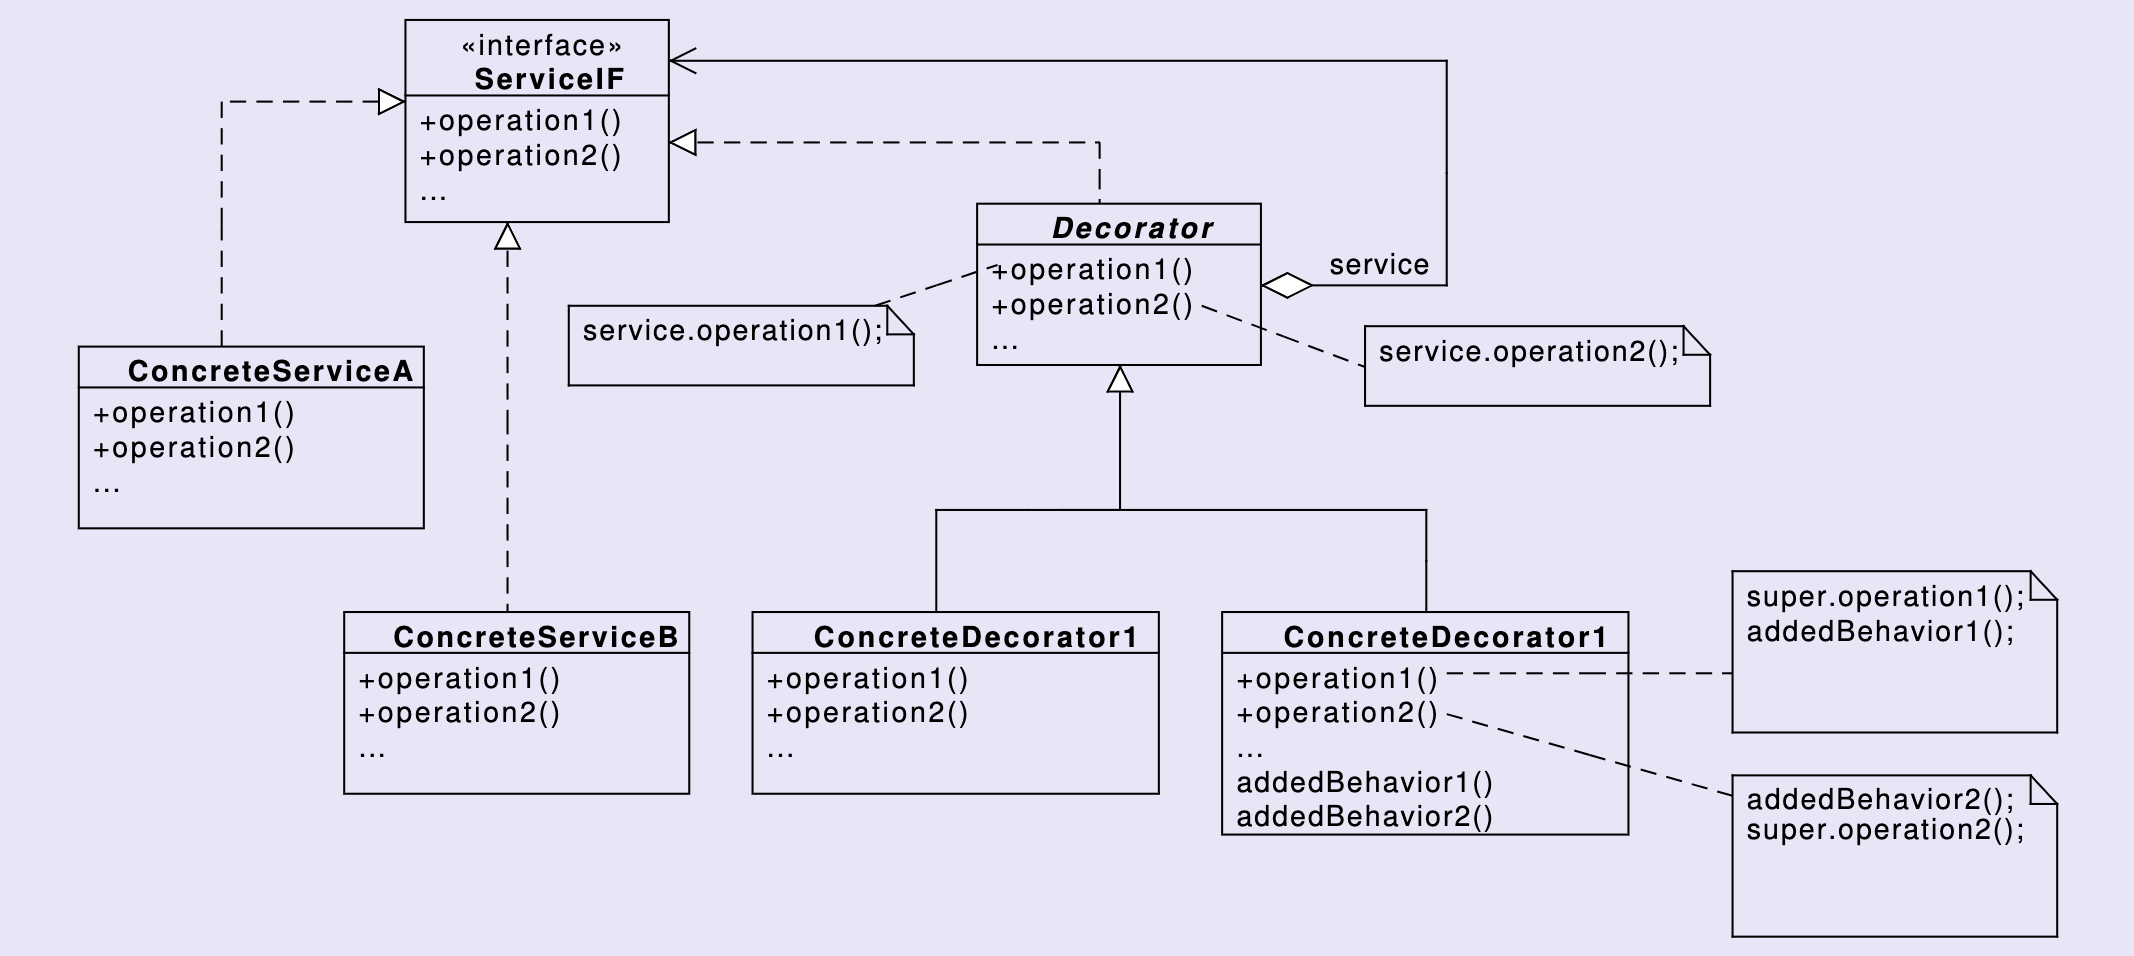 «interface»
ServiceIF
+operation1()
+operation2()
...
Decorator
+operation1()
+operation2()
...
service
service.operation1();
service.operation2();
ConcreteServiceA
+operation1()
+operation2()
...
ConcreteServiceB
+operation1()
+operation2()
...
ConcreteDecorator1
+operation1()
+operation2()
...
ConcreteDecorator1
+operation1()
+operation2()
...
addedBehavior1()
addedBehavior2()
super.operation1();
addedBehavior1();
addedBehavior2();
super.operation2();